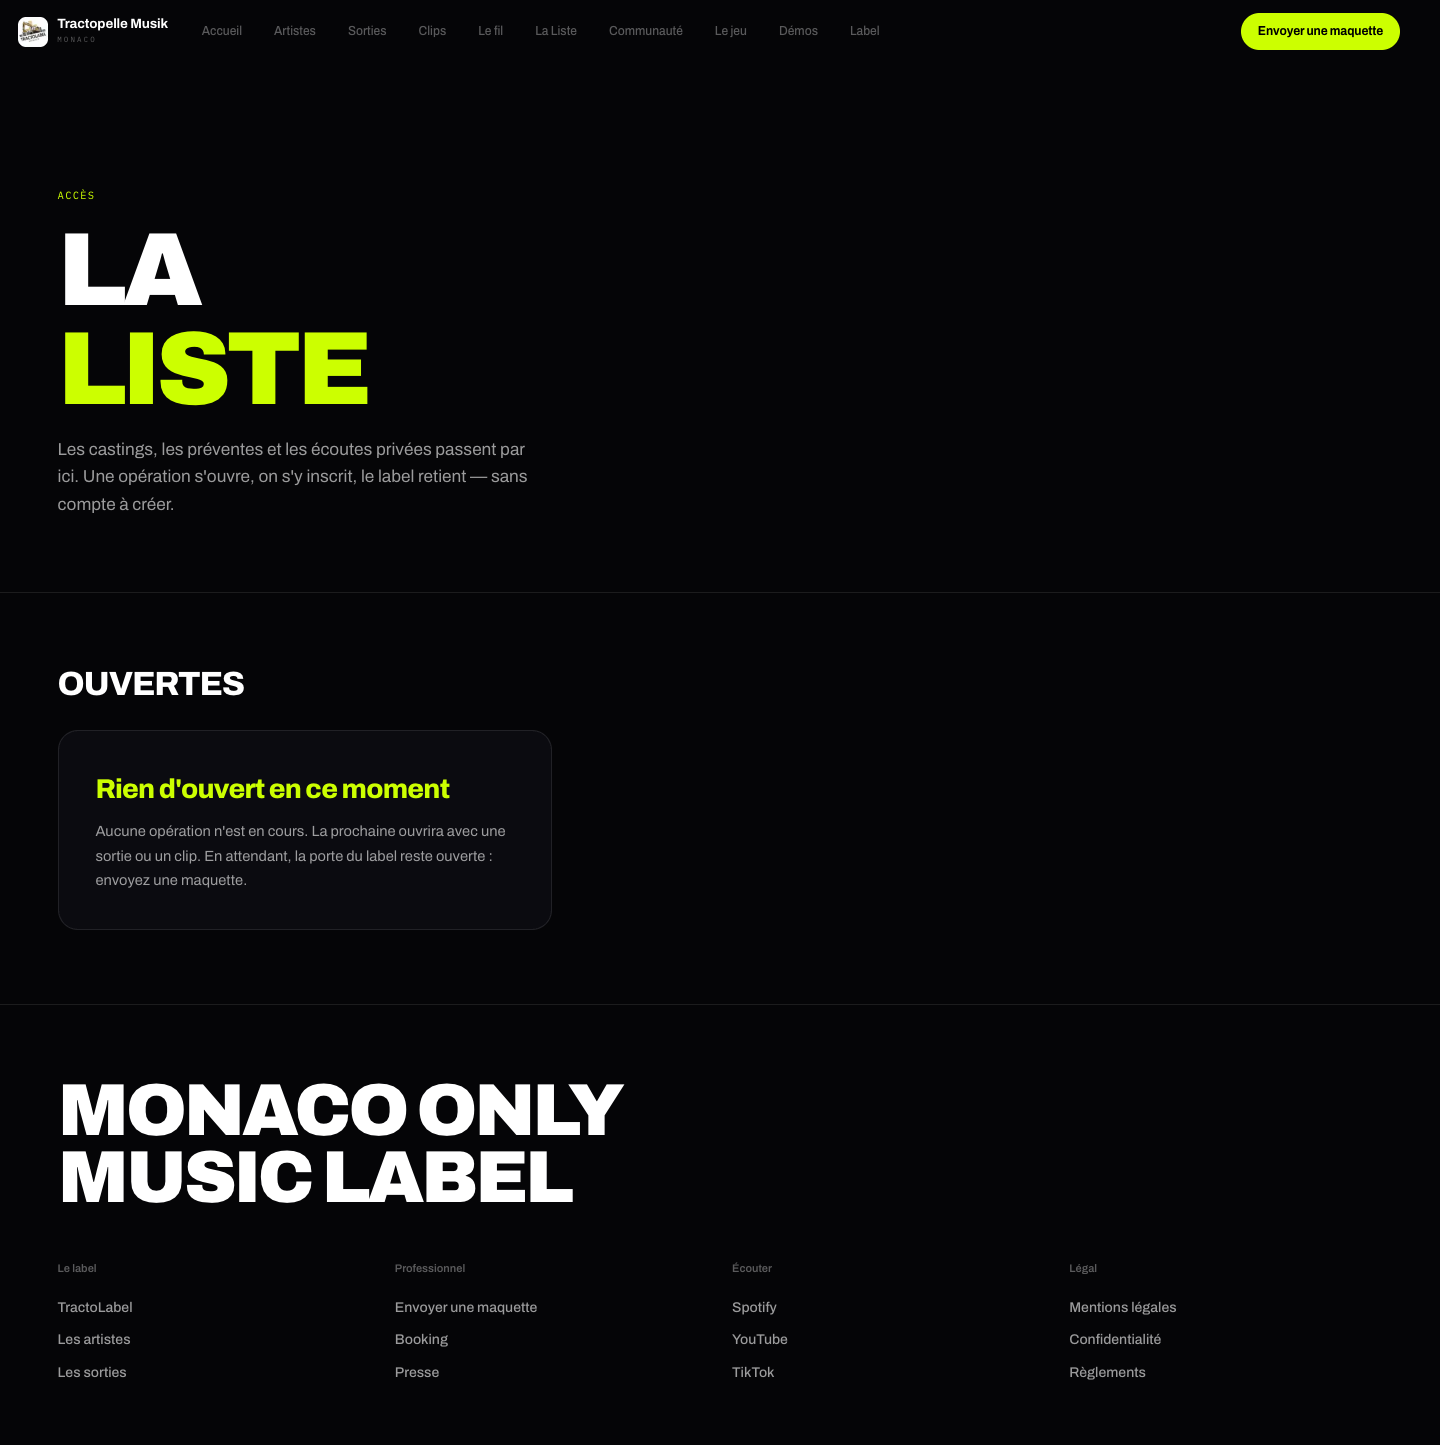 Tractopelle Musik
MONACO
Accueil
Artistes
Sorties
Clips
Le fil
La Liste
Communauté
Le jeu
Démos
Label
Envoyer une maquette
ACCÈS
LA
LISTE
Les castings, les préventes et les écoutes privées passent par
ici. Une opération s'ouvre, on s'y inscrit, le label retient — sans
compte à créer.
OUVERTES
Rien d'ouvert en ce moment
Aucune opération n'est en cours. La prochaine ouvrira avec une
sortie ou un clip. En attendant, la porte du label reste ouverte :
envoyez une maquette.
MONACO ONLY
MUSIC LABEL
Le label
TractoLabel
Les artistes
Les sorties
Professionnel
Envoyer une maquette
Booking
Presse
Écouter
Spotify
YouTube
TikTok
Légal
Mentions légales
Confidentialité
Règlements